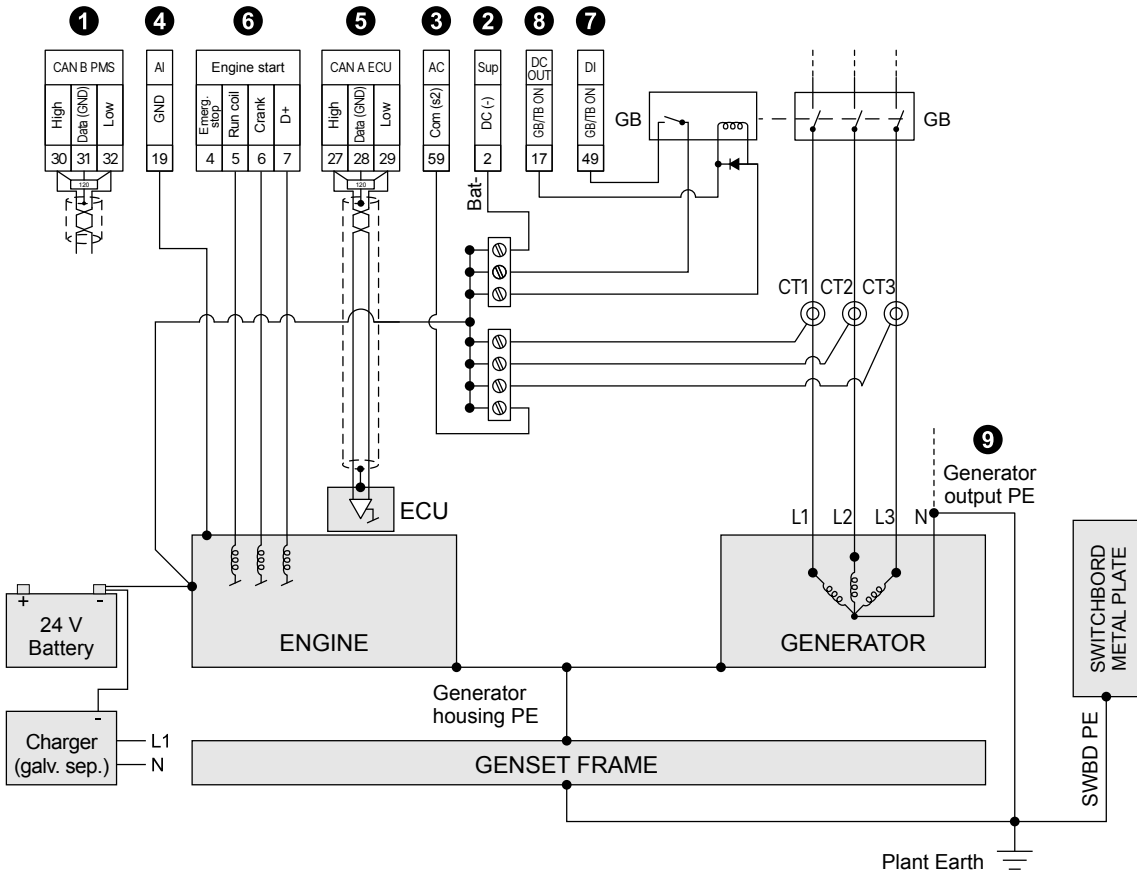 1 4 6 5 3 2 8 7
CAN B PMS
High
Data (GND)
Low
30 31 32
120
AI
GND
19
Engine start
Emerg. stop
Run coil
Crank
D+
4 5 6 7
CAN A ECU
High
Data (GND)
Low
27 28 29
120
AC
Com (s2)
59
Sup
DC (-)
2
Bat-
DC
OUT
GB/TB ON
17
DI
GB/TB ON
49
GB
GB
CT1 CT2 CT3
9
Generator
output PE
ECU
L1 L2 L3 N
+ -
24 V
Battery
ENGINE
GENERATOR
SWITCHBORD
METAL PLATE
Generator
housing PE
-
Charger
(galv. sep.)
L1
N
GENSET FRAME
SWBD PE
Plant Earth